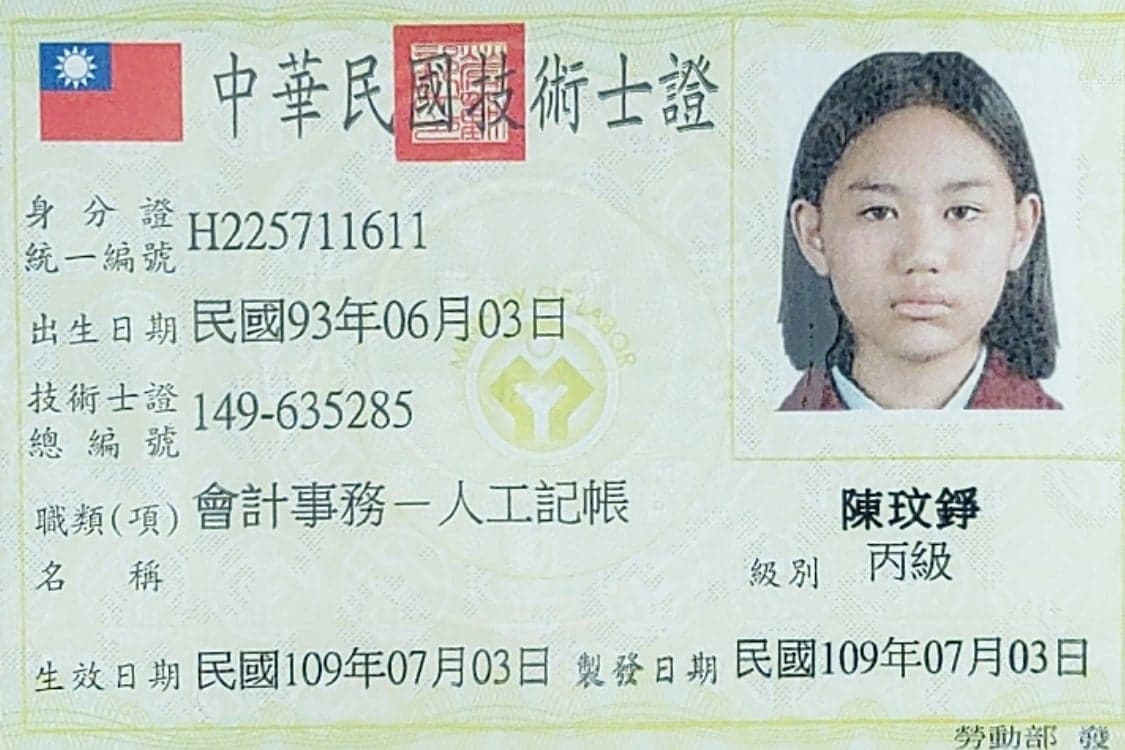 中華民國技術士證
身分證統一編號 H225711611
出生日期 民國93年06月03日
技術士證總編號 149-635285
職類(項)名稱 會計事務－人工記帳
陳玟錚
級別 丙級
生效日期 民國109年07月03日 製發日期 民國109年07月03日
勞動部 發
MINISTRY OF LABOR